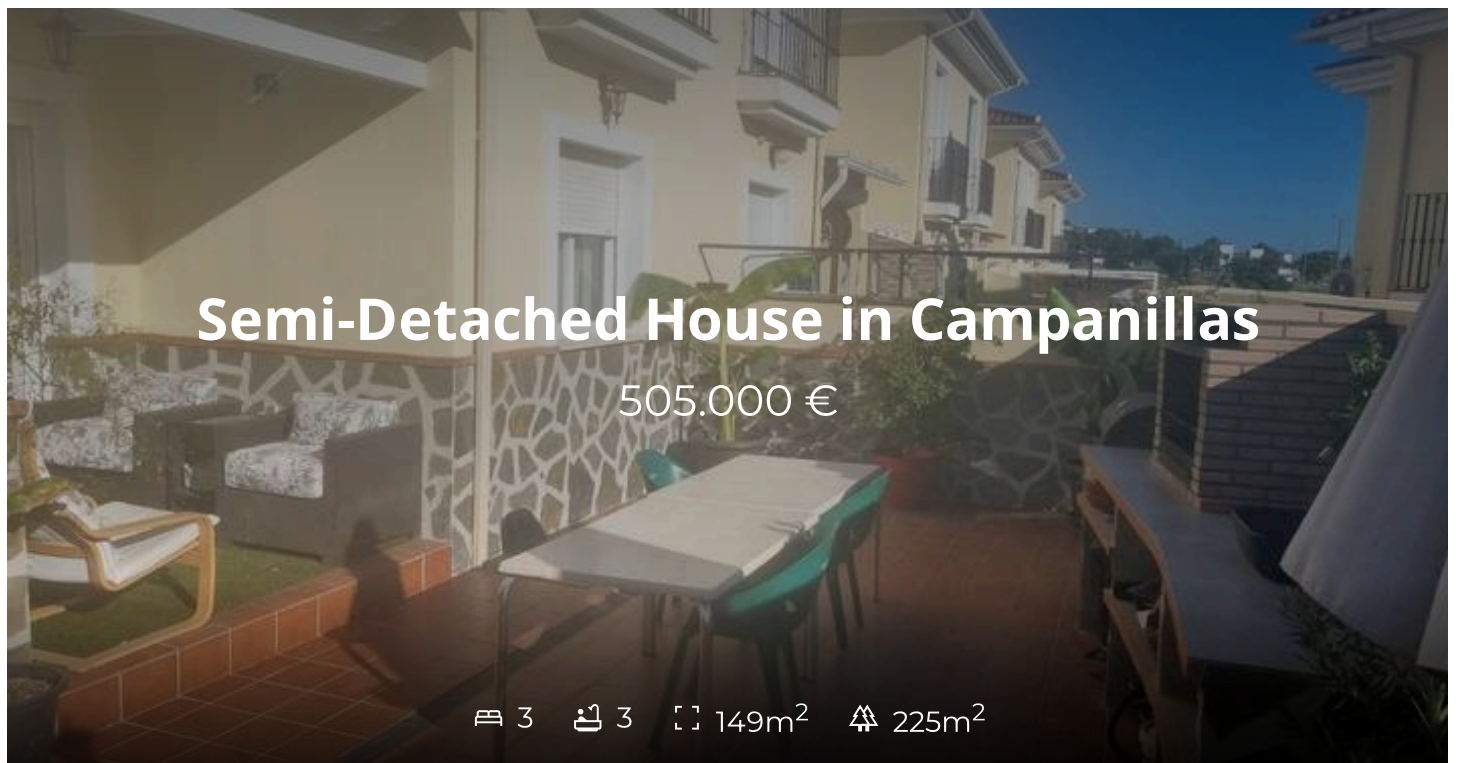 Semi-Detached House in Campanillas
505.000 €
3 3 149m² 225m²